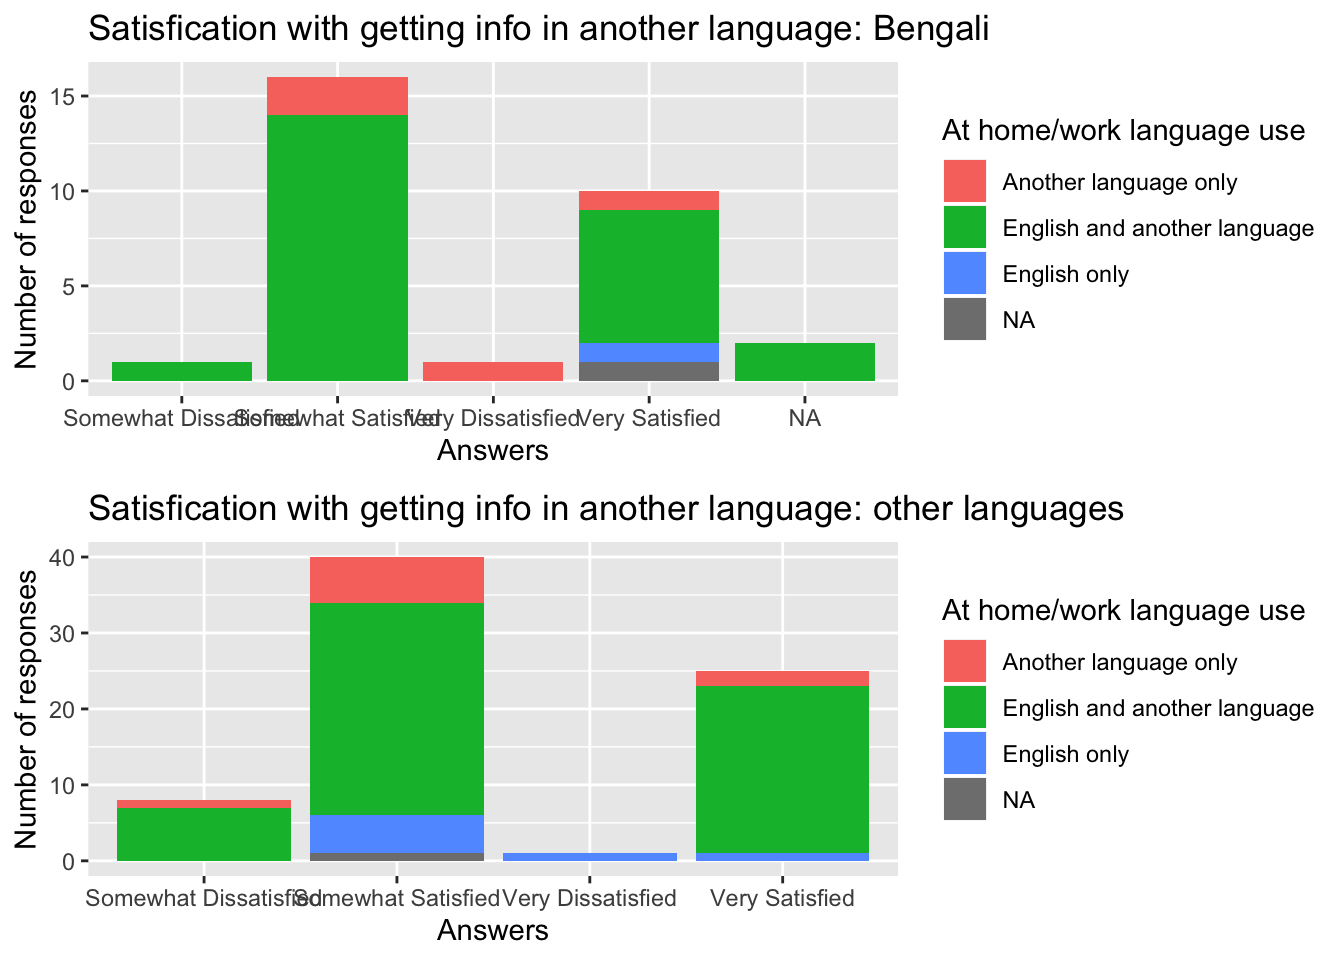 Satisfication with getting info in another language: Bengali
Number of responses
15
10
5
0
Somewhat Dissatisfied Somewhat Satisfied Very Dissatisfied Very Satisfied NA
Answers
At home/work language use
Another language only
English and another language
English only
NA
Satisfication with getting info in another language: other languages
Number of responses
40
30
20
10
0
Somewhat Dissatisfied Somewhat Satisfied Very Dissatisfied Very Satisfied
Answers
At home/work language use
Another language only
English and another language
English only
NA